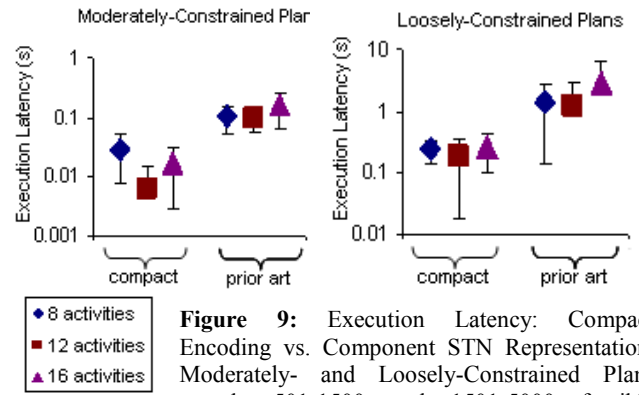 Moderately-Constrained Plan
Execution Latency (s)
1
0.1
0.01
0.001
compact
prior art
Loosely-Constrained Plans
Execution Latency (s)
10
1
0.1
0.01
compact
prior art
8 activities
12 activities
16 activities
Figure 9: Execution Latency: Compac
Encoding vs. Component STN Representation
Moderately- and Loosely-Constrained Plan